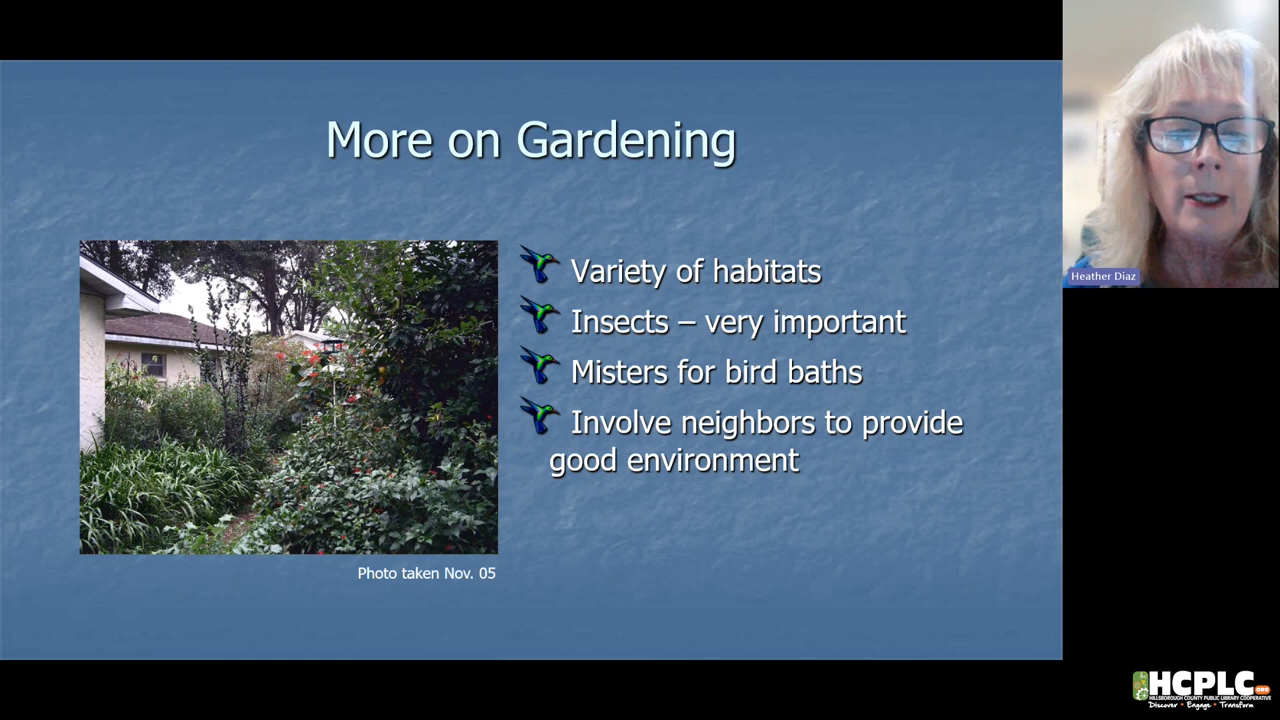 More on Gardening
Variety of habitats
Insects – very important
Misters for bird baths
Involve neighbors to provide
good environment
Photo taken Nov. 05
Heather Diaz
HCPLC
HILLSBOROUGH COUNTY PUBLIC LIBRARY COOPERATIVE
Discover • Engage • Transform